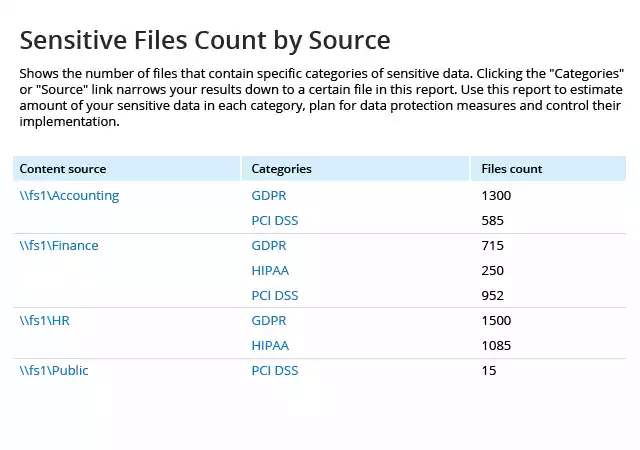 Sensitive Files Count by Source
Shows the number of files that contain specific categories of sensitive data. Clicking the "Categories"
or "Source" link narrows your results down to a certain file in this report. Use this report to estimate
amount of your sensitive data in each category, plan for data protection measures and control their
implementation.
Content source Categories Files count
\\fs1\Accounting GDPR 1300
PCI DSS 585
\\fs1\Finance GDPR 715
HIPAA 250
PCI DSS 952
\\fs1\HR GDPR 1500
HIPAA 1085
\\fs1\Public PCI DSS 15